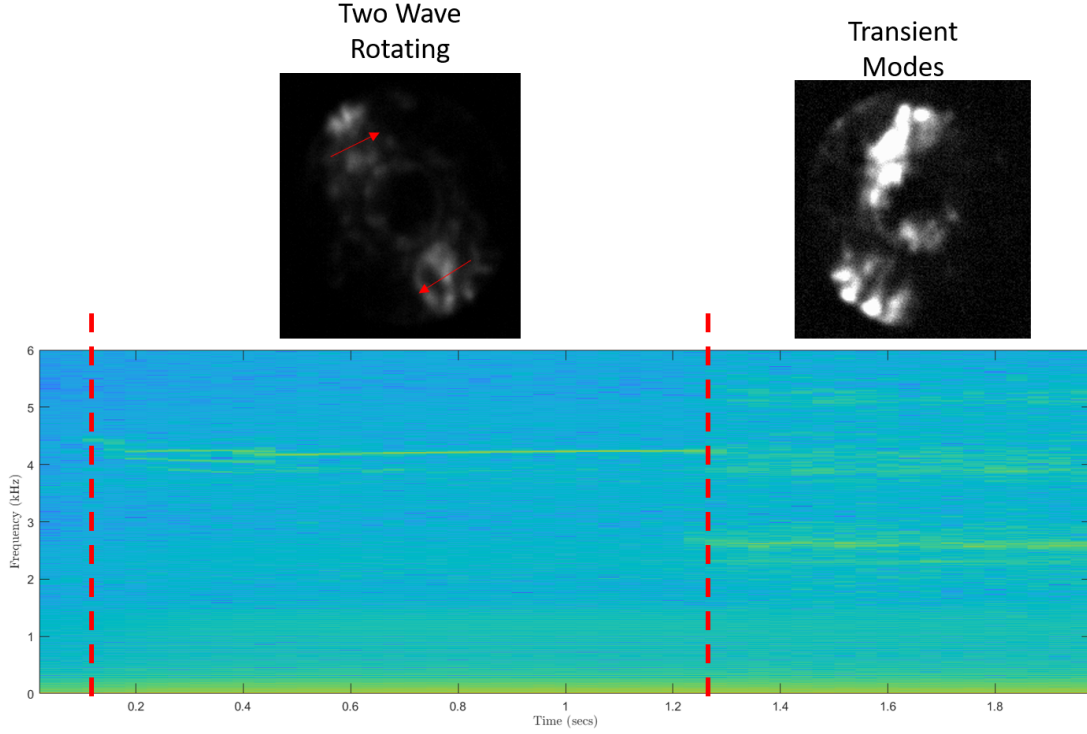 Two Wave
Rotating
Transient
Modes
6
5
4
3
2
1
0
Frequency (kHz)
0.2
0.4
0.6
0.8
1
1.2
1.4
1.6
1.8
Time (secs)